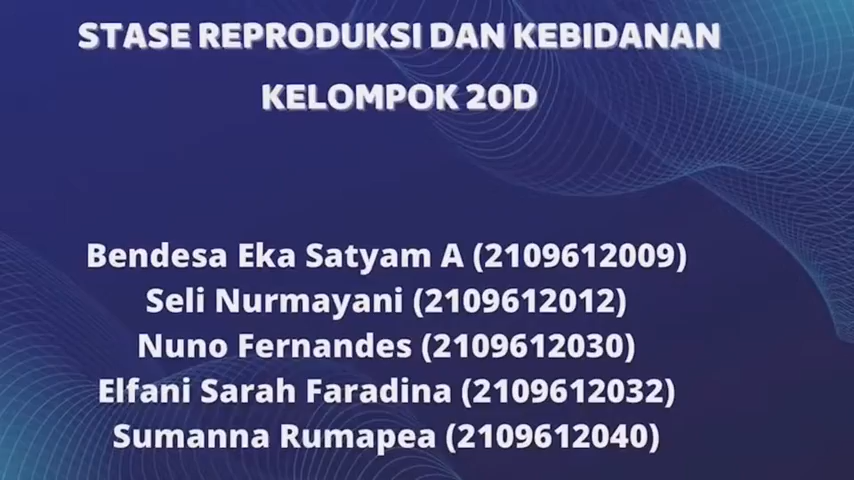 STASE REPRODUKSI DAN KEBIDANAN
KELOMPOK 20D
Bendesa Eka Satyam A (2109612009)
Seli Nurmayani (2109612012)
Nuno Fernandes (2109612030)
Elfani Sarah Faradina (2109612032)
Sumanna Rumapea (2109612040)